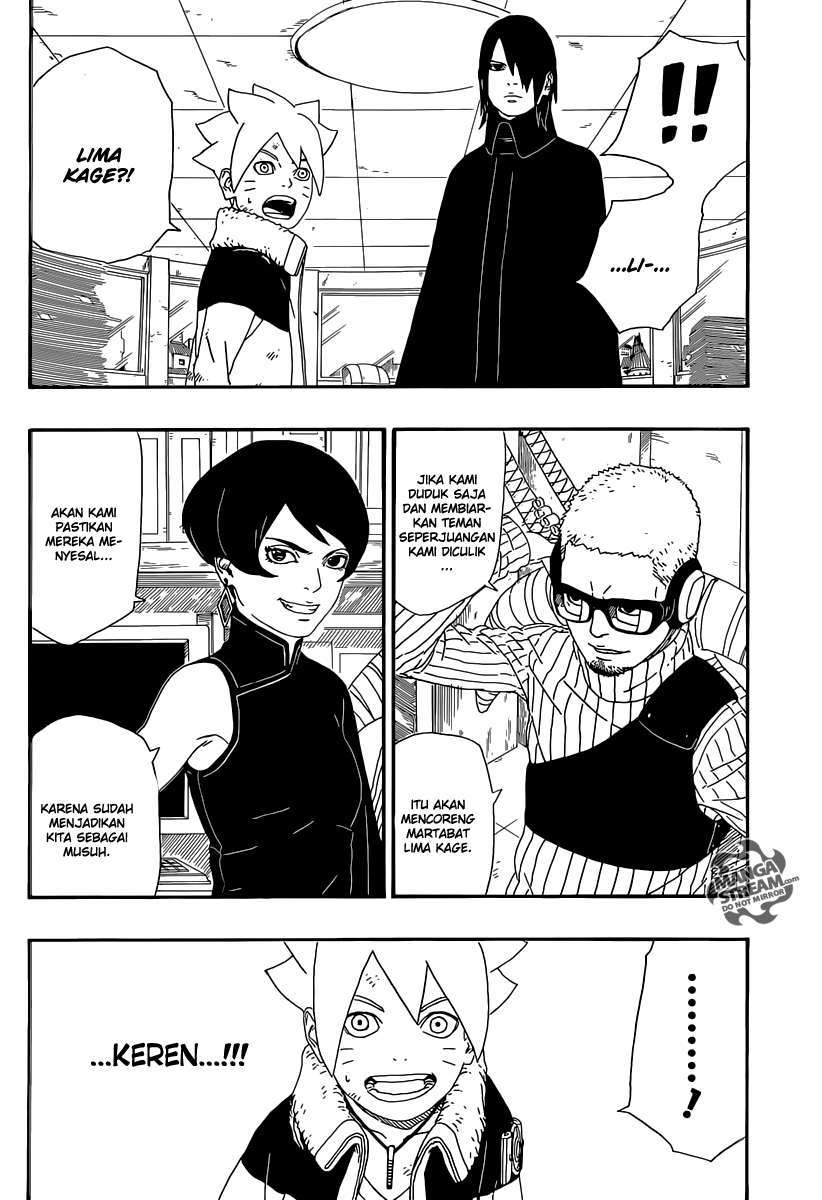 !!
...LI-...
LIMA
KAGE?!
JIKA KAMI
DUDUK SAJA
DAN MEMBIAR-
KAN TEMAN
SEPERJUANGAN
KAMI DICULIK
...
ITU AKAN
MENCORENG
MARTABAT
LIMA KAGE.
AKAN KAMI
PASTIKAN
MEREKA ME-
NYESAL...
KARENA SUDAH
MENJADIKAN
KITA SEBAGAI
MUSUH.
MANGA
STREAM.com
DO NOT MIRROR
........!
...KEREN...!!!